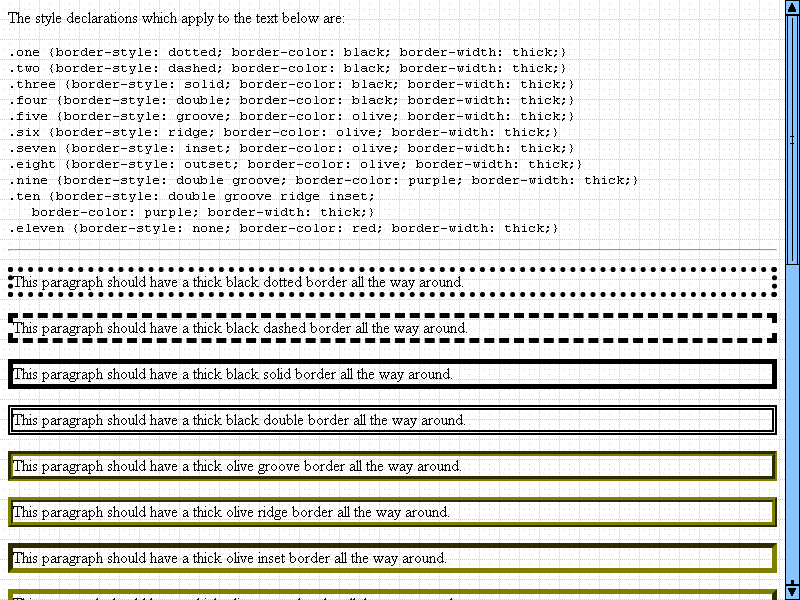 The style declarations which apply to the text below are:
.one {border-style: dotted; border-color: black; border-width: thick;}
.two {border-style: dashed; border-color: black; border-width: thick;}
.three {border-style: solid; border-color: black; border-width: thick;}
.four {border-style: double; border-color: black; border-width: thick;}
.five {border-style: groove; border-color: olive; border-width: thick;}
.six {border-style: ridge; border-color: olive; border-width: thick;}
.seven {border-style: inset; border-color: olive; border-width: thick;}
.eight {border-style: outset; border-color: olive; border-width: thick;}
.nine {border-style: double groove; border-color: purple; border-width: thick;}
.ten {border-style: double groove ridge inset;
   border-color: purple; border-width: thick;}
.eleven {border-style: none; border-color: red; border-width: thick;}
This paragraph should have a thick black dotted border all the way around.
This paragraph should have a thick black dashed border all the way around.
This paragraph should have a thick black solid border all the way around.
This paragraph should have a thick black double border all the way around.
This paragraph should have a thick olive groove border all the way around.
This paragraph should have a thick olive ridge border all the way around.
This paragraph should have a thick olive inset border all the way around.